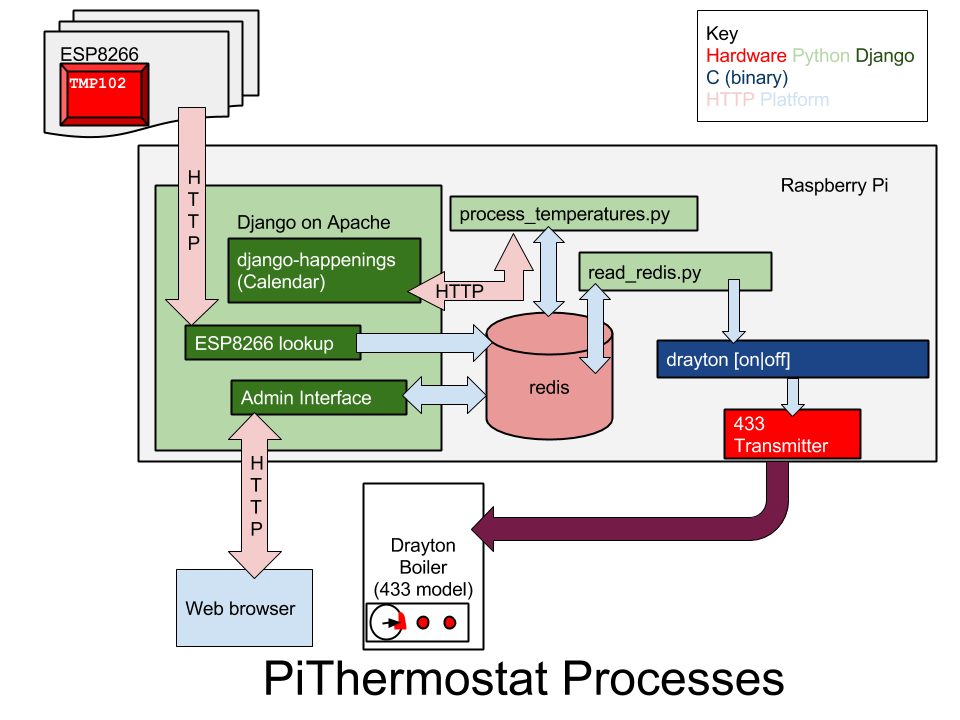 ESP8266
TMP102
Key
Hardware Python Django
C (binary)
HTTP Platform
Raspberry Pi
H
T
T
P
Django on Apache
process_temperatures.py
django-happenings
(Calendar)
HTTP
read_redis.py
ESP8266 lookup
drayton [on|off]
redis
Admin Interface
433
Transmitter
H
T
T
P
Drayton
Boiler
(433 model)
Web browser
PiThermostat Processes